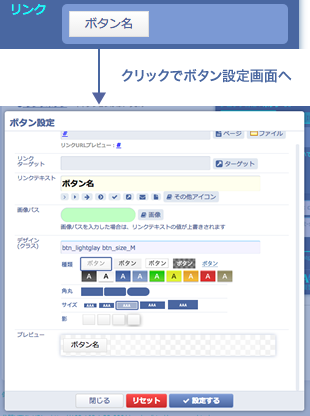 リンク
ボタン名
クリックでボタン設定画面へ
ボタン設定
#
ページ
ファイル
リンクURLプレビュー：#
リンク
ターゲット
ターゲット
リンクテキスト
ボタン名
その他アイコン
画像パス
画像
画像パスを入力した場合は、リンクテキストの値が上書きされます
デザイン
(クラス)
btn_lightglay btn_size_M
種類
ボタン ボタン ボタン ボタン ボタン
A A A A A A A A
角丸
サイズ
AAA AAA AAA AAA AAA
影
プレビュー
ボタン名
閉じる
リセット
設定する